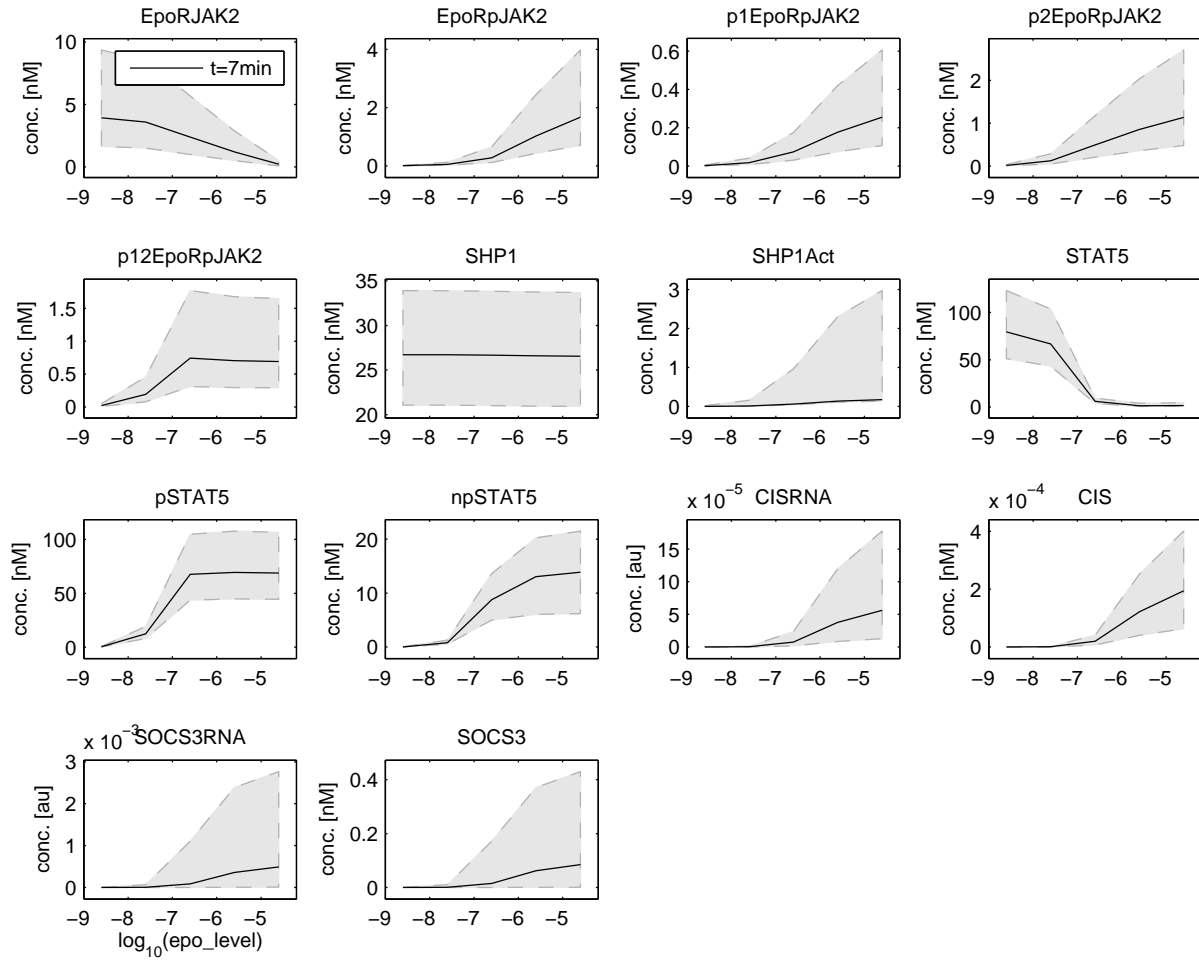 EpoRJAK2
EpoRpJAK2
p1EpoRpJAK2
p2EpoRpJAK2
10
5
0
conc. [nM]
t=7min
−9 −8 −7 −6 −5
4
2
0
conc. [nM]
−9 −8 −7 −6 −5
0.6
0.4
0.2
0
conc. [nM]
−9 −8 −7 −6 −5
2
1
0
conc. [nM]
−9 −8 −7 −6 −5
p12EpoRpJAK2
SHP1
SHP1Act
STAT5
1.5
1
0.5
0
conc. [nM]
−9 −8 −7 −6 −5
35
30
25
20
conc. [nM]
−9 −8 −7 −6 −5
3
2
1
0
conc. [nM]
−9 −8 −7 −6 −5
100
50
0
conc. [nM]
−9 −8 −7 −6 −5
pSTAT5
npSTAT5
x 10^-5 CISRNA
x 10^-4 CIS
100
50
0
conc. [nM]
−9 −8 −7 −6 −5
20
10
0
conc. [nM]
−9 −8 −7 −6 −5
15
10
5
0
conc. [au]
−9 −8 −7 −6 −5
4
2
0
conc. [nM]
−9 −8 −7 −6 −5
x 10^-3 SOCS3RNA
SOCS3
3
2
1
0
conc. [au]
−9 −8 −7 −6 −5
log_10(epo_level)
0.4
0.2
0
conc. [nM]
−9 −8 −7 −6 −5